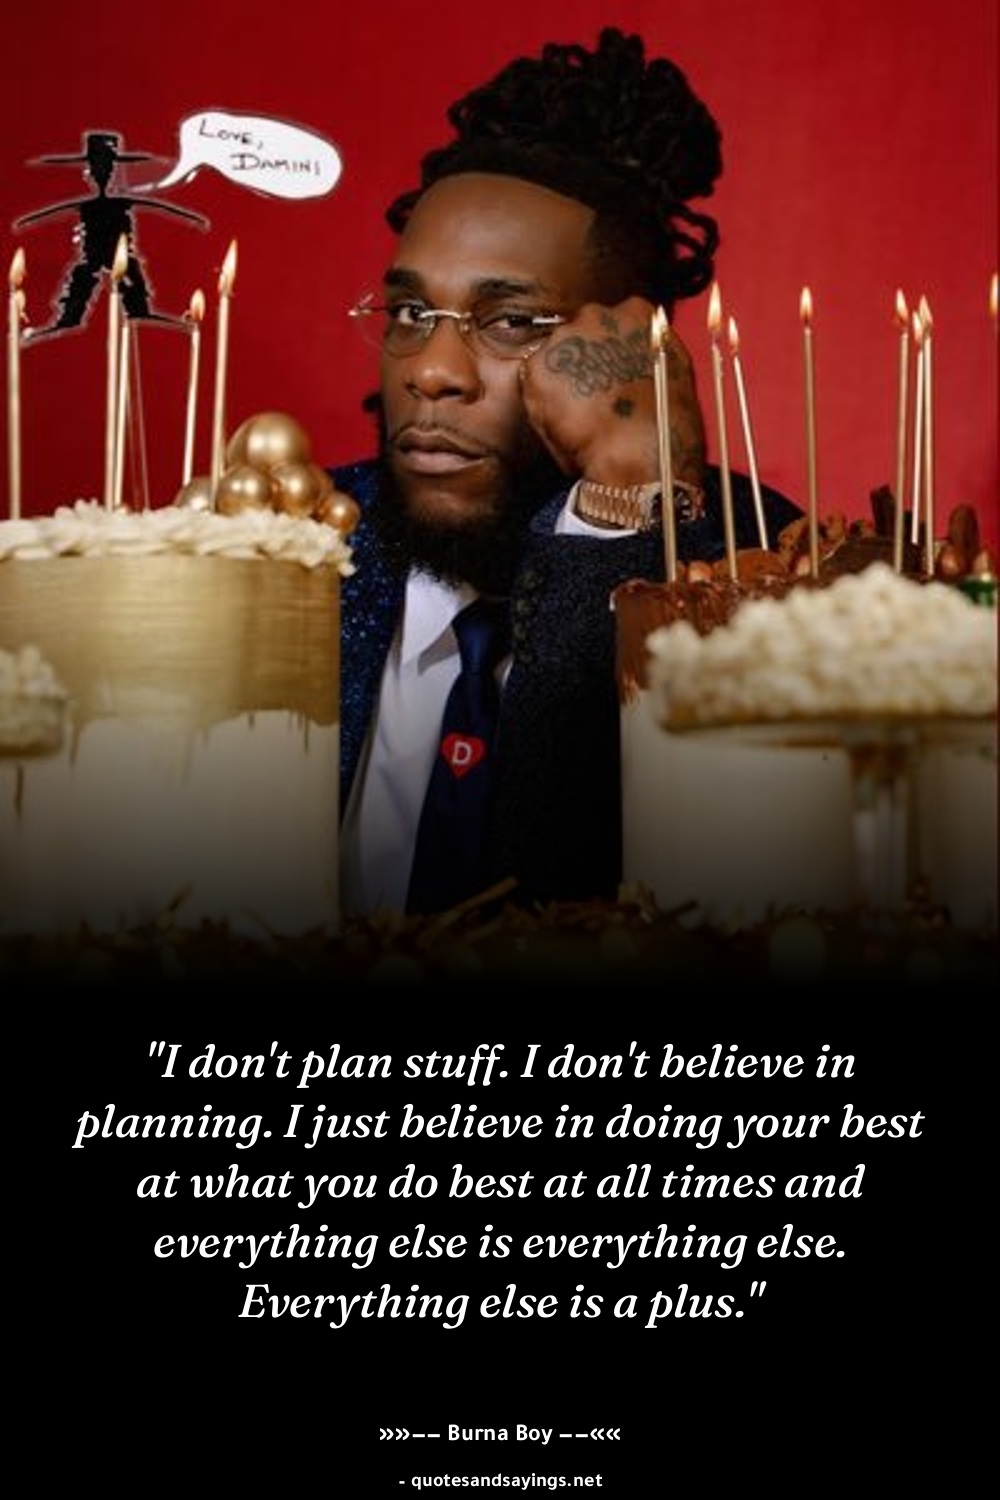 LOVE,
DAMINI
D
"I don't plan stuff. I don't believe in
planning. I just believe in doing your best
at what you do best at all times and
everything else is everything else.
Everything else is a plus."
»»–– Burna Boy ––««
- quotesandsayings.net